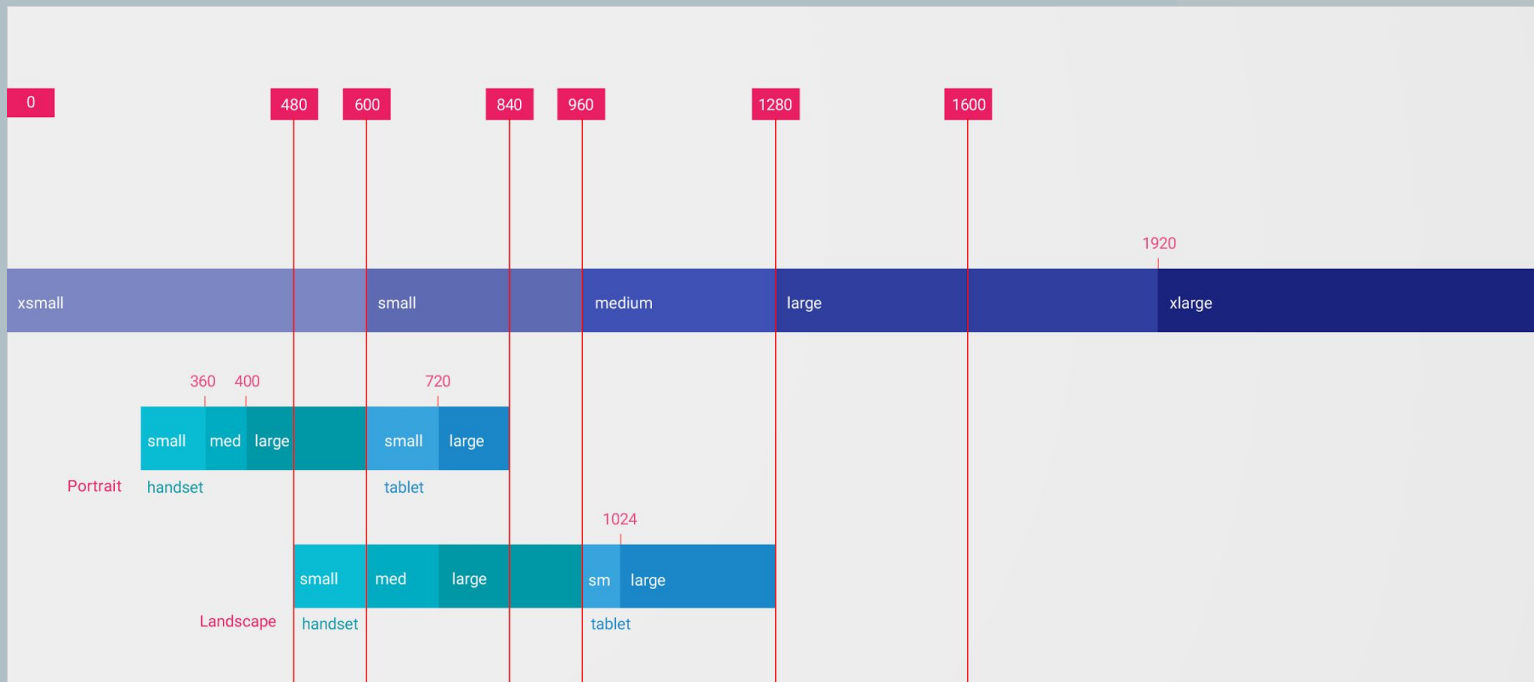 0 480 600 840 960 1280 1600
1920
xsmall small medium large xlarge
360 400 720
small med large small large
Portrait handset tablet
1024
small med large sm large
Landscape handset tablet